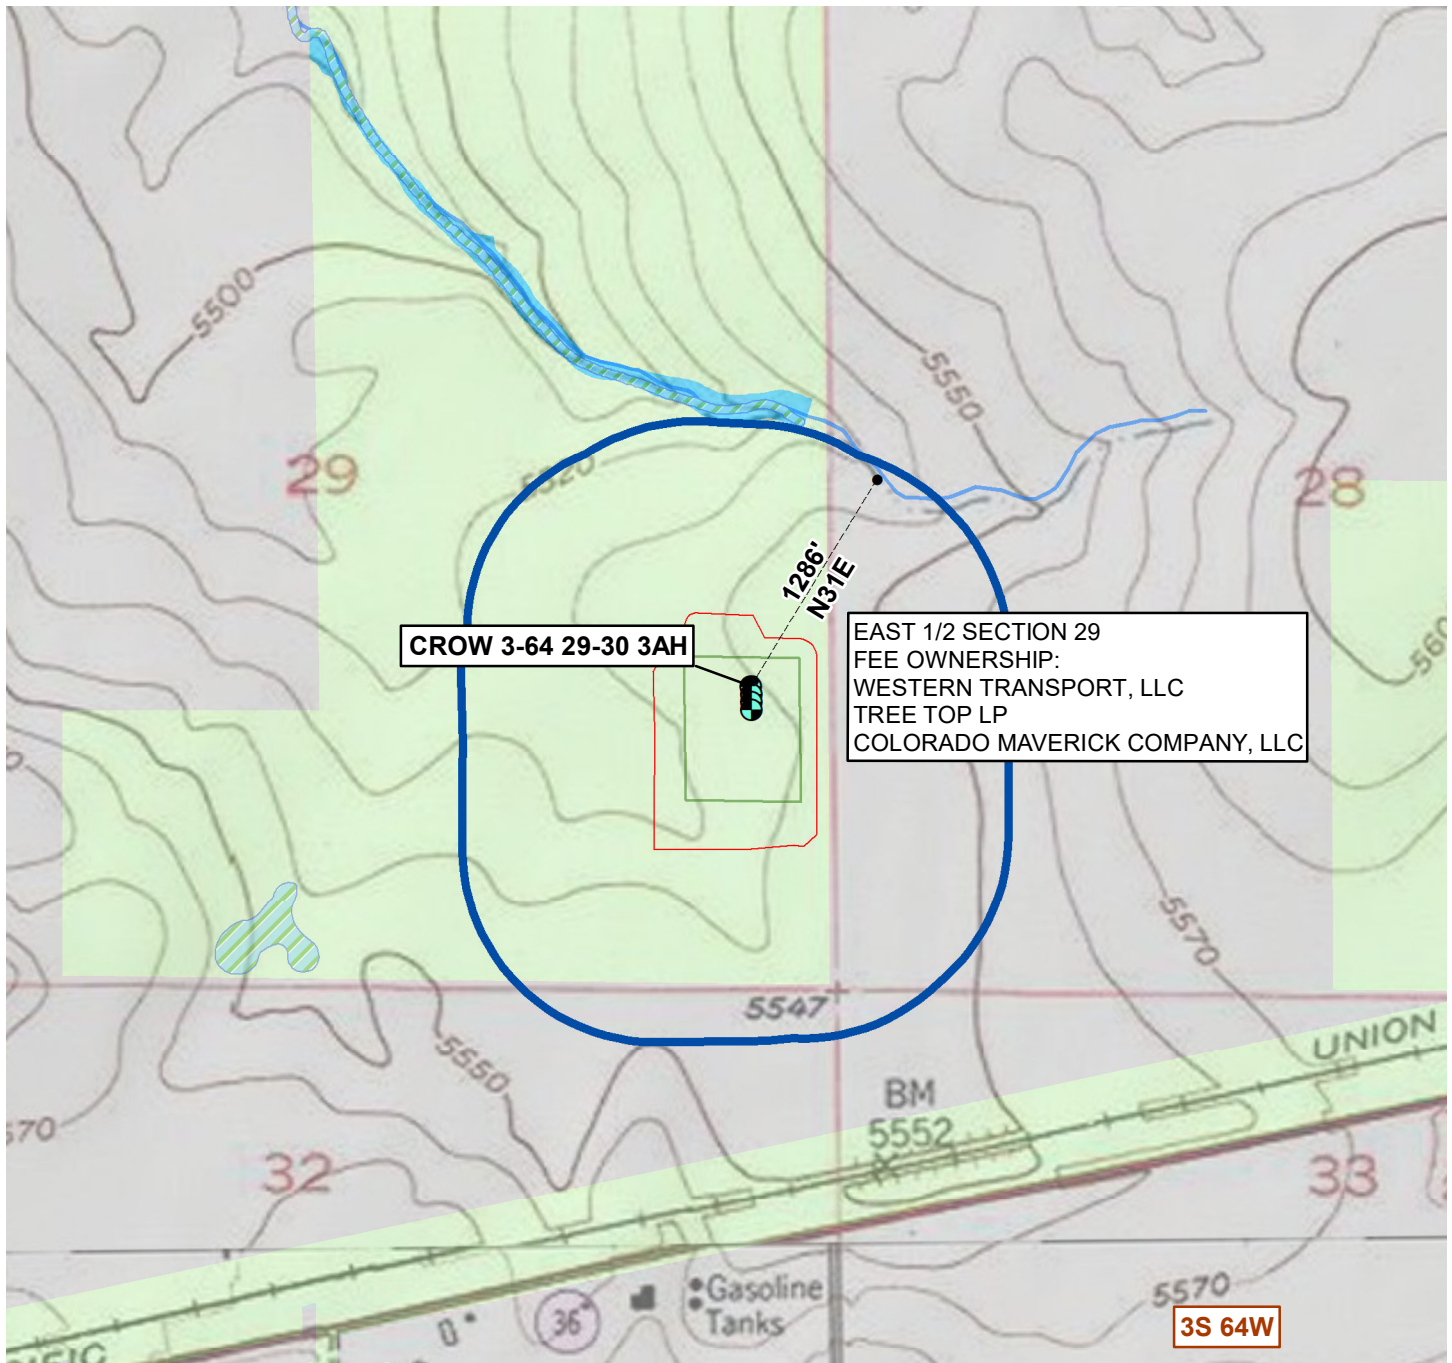 5500
5550
29
5520
28
1286'
N31E
CROW 3-64 29-30 3AH
EAST 1/2 SECTION 29
FEE OWNERSHIP:
WESTERN TRANSPORT, LLC
TREE TOP LP
COLORADO MAVERICK COMPANY, LLC
5570
5547
5550
UNION
BM
5552
32
33
Gasoline
Tanks
36
5570
3S 64W